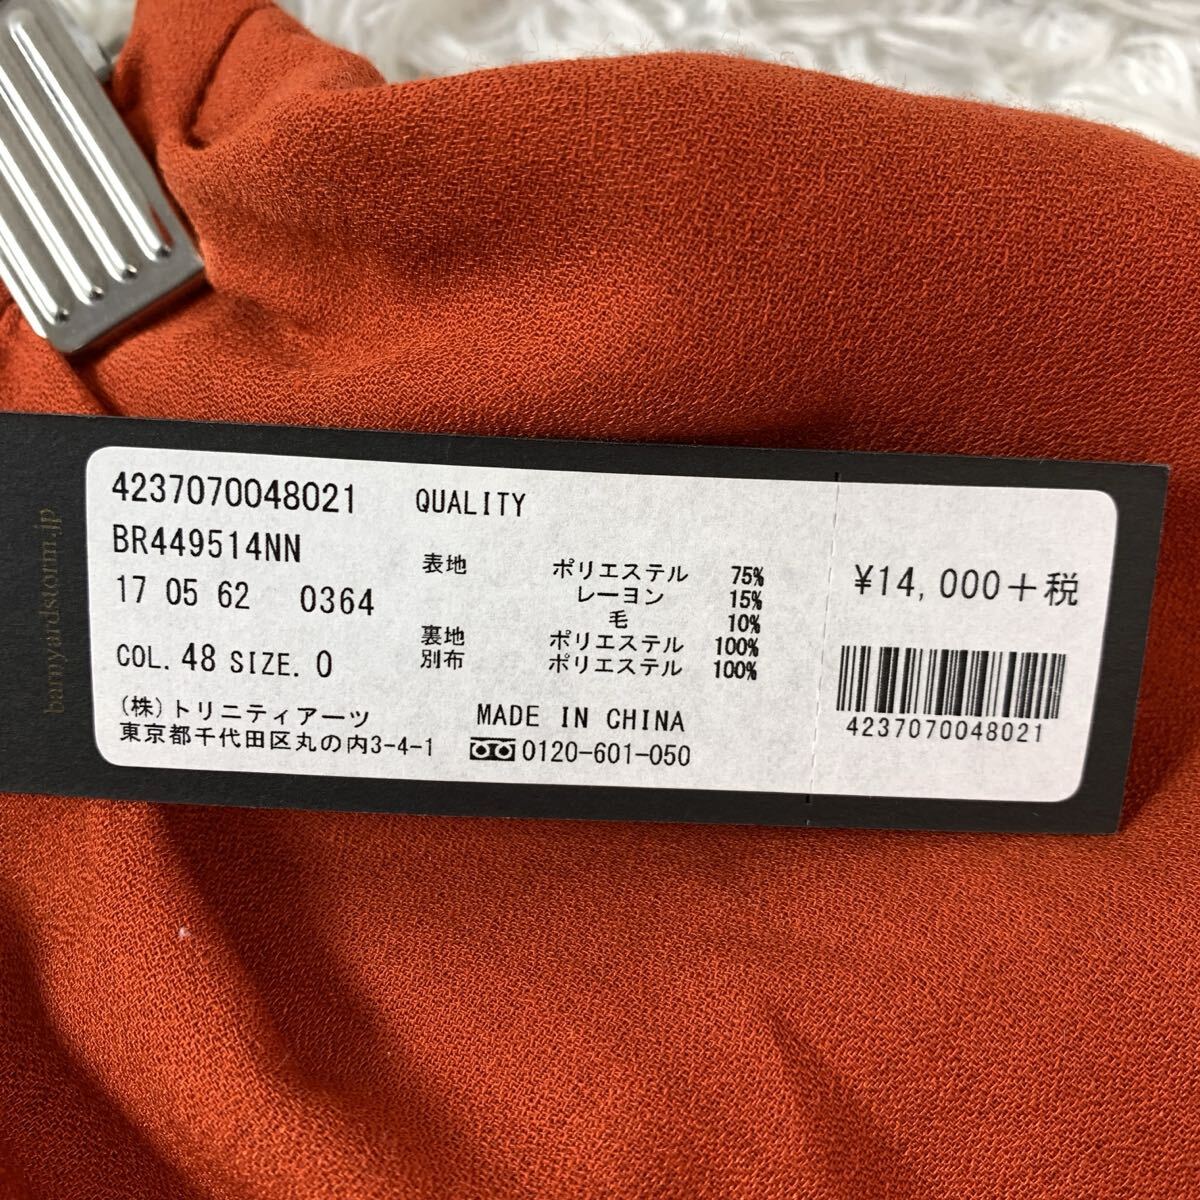 barnyardstorm.jp
4237070048021
BR449514NN
17 05 62 0364
COL. 48 SIZE. 0
(株)トリニティアーツ
東京都千代田区丸の内3-4-1
QUALITY
表地 ポリエステル 75%
レーヨン 15%
毛 10%
裏地 ポリエステル 100%
別布 ポリエステル 100%
MADE IN CHINA
0120-601-050
¥14,000+税
4237070048021